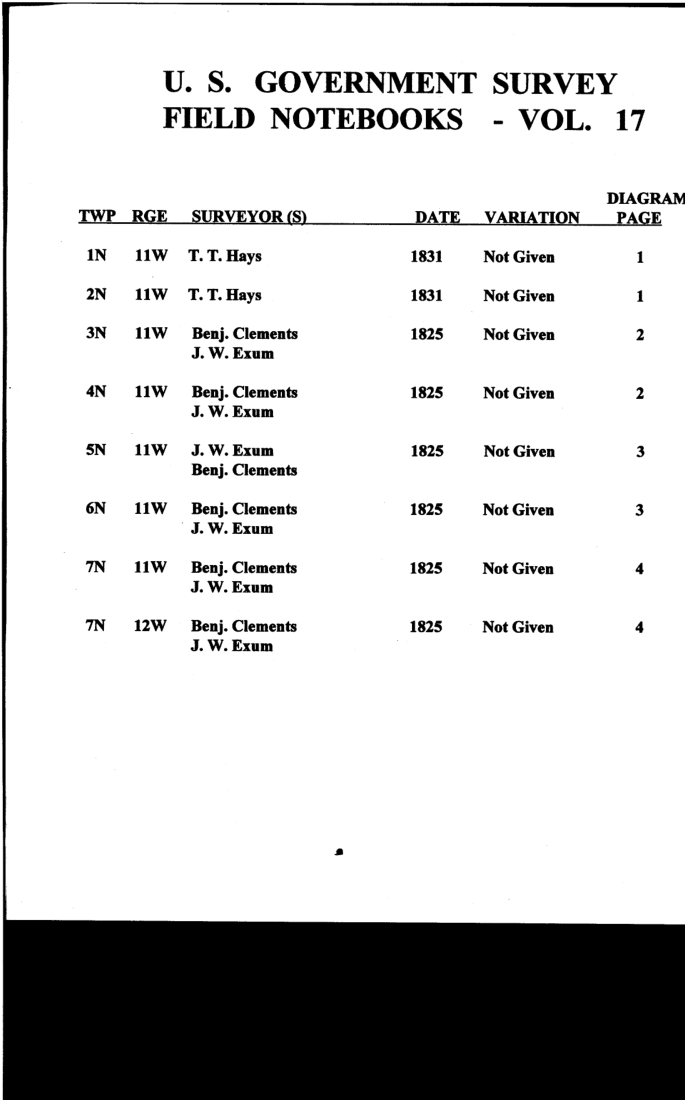 U. S. GOVERNMENT SURVEY
FIELD NOTEBOOKS - VOL. 17
DIAGRAM
TWP RGE SURVEYOR (S) DATE VARIATION PAGE
1N 11W T. T. Hays 1831 Not Given 1
2N 11W T. T. Hays 1831 Not Given 1
3N 11W Benj. Clements 1825 Not Given 2
J. W. Exum
4N 11W Benj. Clements 1825 Not Given 2
J. W. Exum
5N 11W J. W. Exum 1825 Not Given 3
Benj. Clements
6N 11W Benj. Clements 1825 Not Given 3
J. W. Exum
7N 11W Benj. Clements 1825 Not Given 4
J. W. Exum
7N 12W Benj. Clements 1825 Not Given 4
J. W. Exum